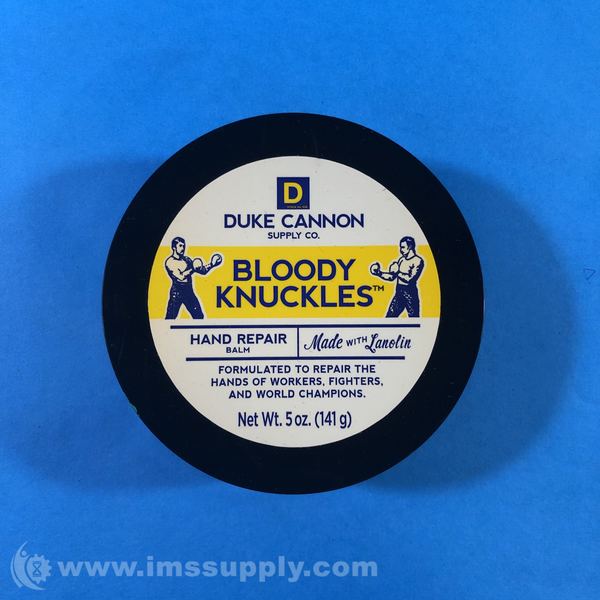 D
DUKE CANNON
SUPPLY CO.
BLOODY
KNUCKLES™
HAND REPAIR
BALM
Made WITH Lanolin
FORMULATED TO REPAIR THE
HANDS OF WORKERS, FIGHTERS,
AND WORLD CHAMPIONS.
Net Wt. 5 oz. (141 g)
www.imssupply.com